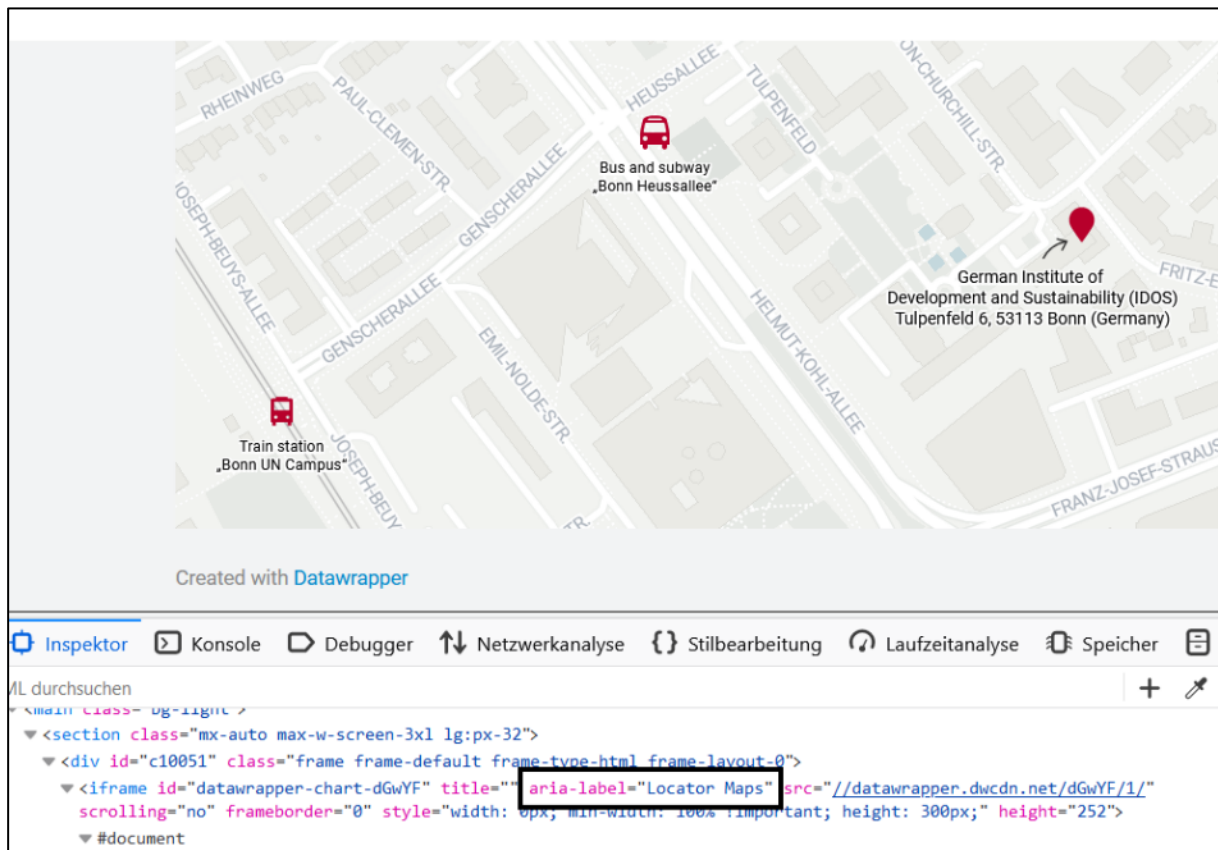 RHEINWEG
PAUL-CLEMEN-STR.
HEUSSALLEE
TULPENFELD
ON-CHURCHILL-STR.
Bus and subway
„Bonn Heussallee“
JOSEPH-BEUYS-ALLEE
GENSCHERALLEE
German Institute of
Development and Sustainability (IDOS)
Tulpenfeld 6, 53113 Bonn (Germany)
FRITZ-E
GENSCHERALLEE
EMIL-NOLDE-STR.
HELMUT-KOHL-ALLEE
Train station
„Bonn UN Campus“
JOSEPH-BEUY
FRANZ-JOSEF-STRAUS
TR.
Created with Datawrapper
Inspektor Konsole Debugger Netzwerkanalyse Stilbearbeitung Laufzeitanalyse Speicher
ML durchsuchen
<main class="bg-light">
<section class="mx-auto max-w-screen-3xl lg:px-32">
<div id="c10051" class="frame frame-default frame-type-html frame-layout-0">
<iframe id="datawrapper-chart-dGwYF" title="" aria-label="Locator Maps" src="//datawrapper.dwcdn.net/dGwYF/1/"
scrolling="no" frameborder="0" style="width: 0px; min-width: 100% !important; height: 300px;" height="252">
#document